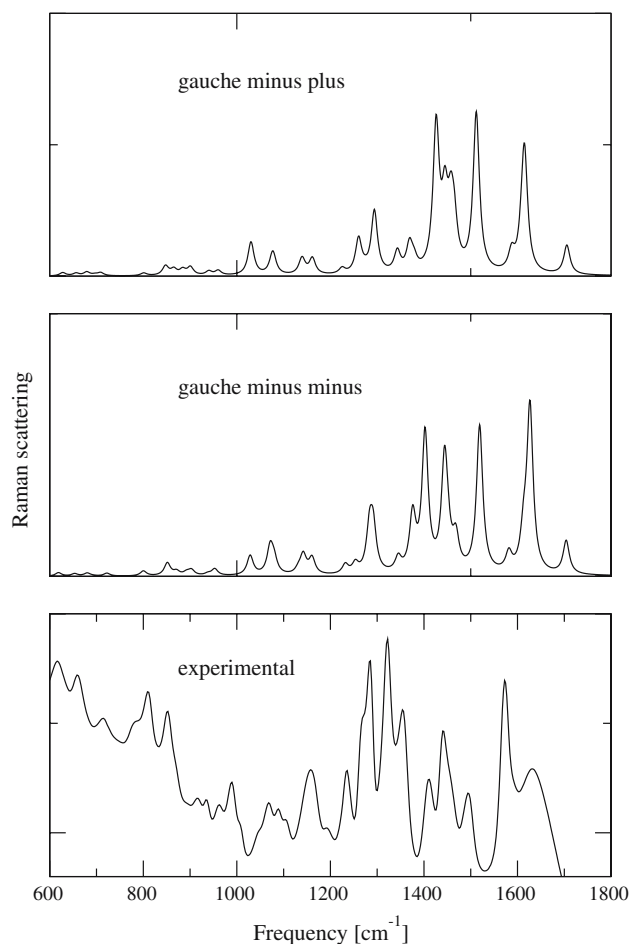 gauche minus plus
gauche minus minus
Raman scattering
experimental
600 800 1000 1200 1400 1600 1800
Frequency [cm⁻¹]